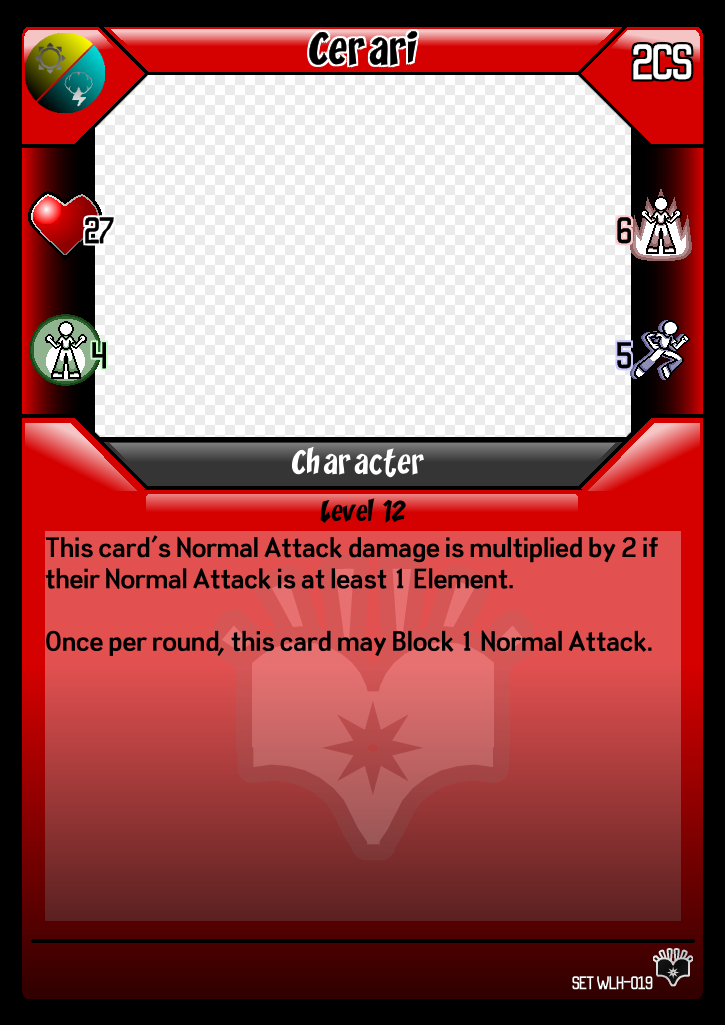 Cerari
2CS
27
6
4
5
Character
Level 12
This card's Normal Attack damage is multiplied by 2 if
their Normal Attack is at least 1 Element.
Once per round, this card may Block 1 Normal Attack.
SET WLH-019